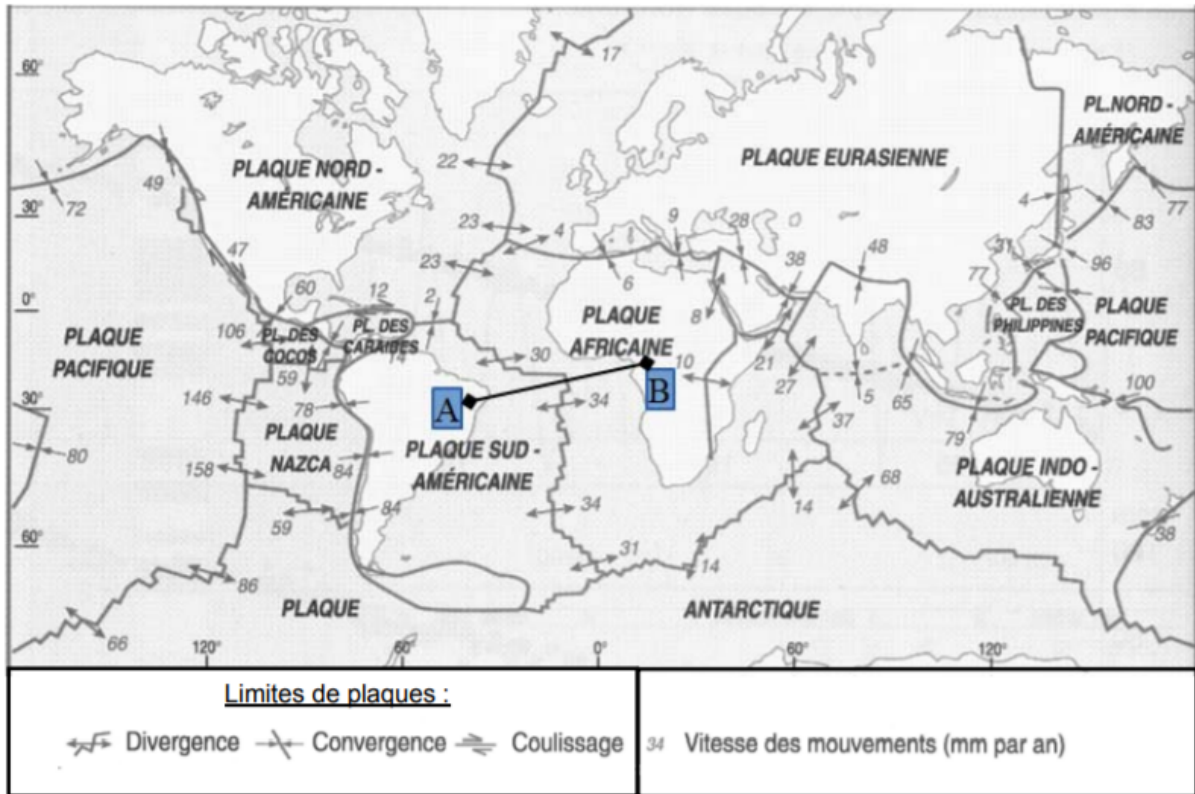 17
60°
PL.NORD -
AMÉRICAINE
PLAQUE EURASIENNE
PLAQUE NORD -
AMÉRICAINE
22
49
72
30°
23
4
9
28
4
83
77
47
23
6
38
48
31
96
77
60
12
2
0°
106
PL. DES
COCOS
PL. DES
CARAIBES
14
PLAQUE
AFRICAINE
8
PL. DES
PHILIPPINES
PLAQUE
PACIFIQUE
PLAQUE
PACIFIQUE
59
30
10
21
27
5
65
100
146
30°
78
A
B
34
37
79
PLAQUE
NAZCA
PLAQUE SUD -
AMÉRICAINE
80
158
84
68
PLAQUE INDO -
AUSTRALIENNE
59
84
34
14
38
60°
31
14
86
PLAQUE
ANTARCTIQUE
66
120°
60°
0°
60°
120°
Limites de plaques :
Divergence
Convergence
Coulissage
34 Vitesse des mouvements (mm par an)